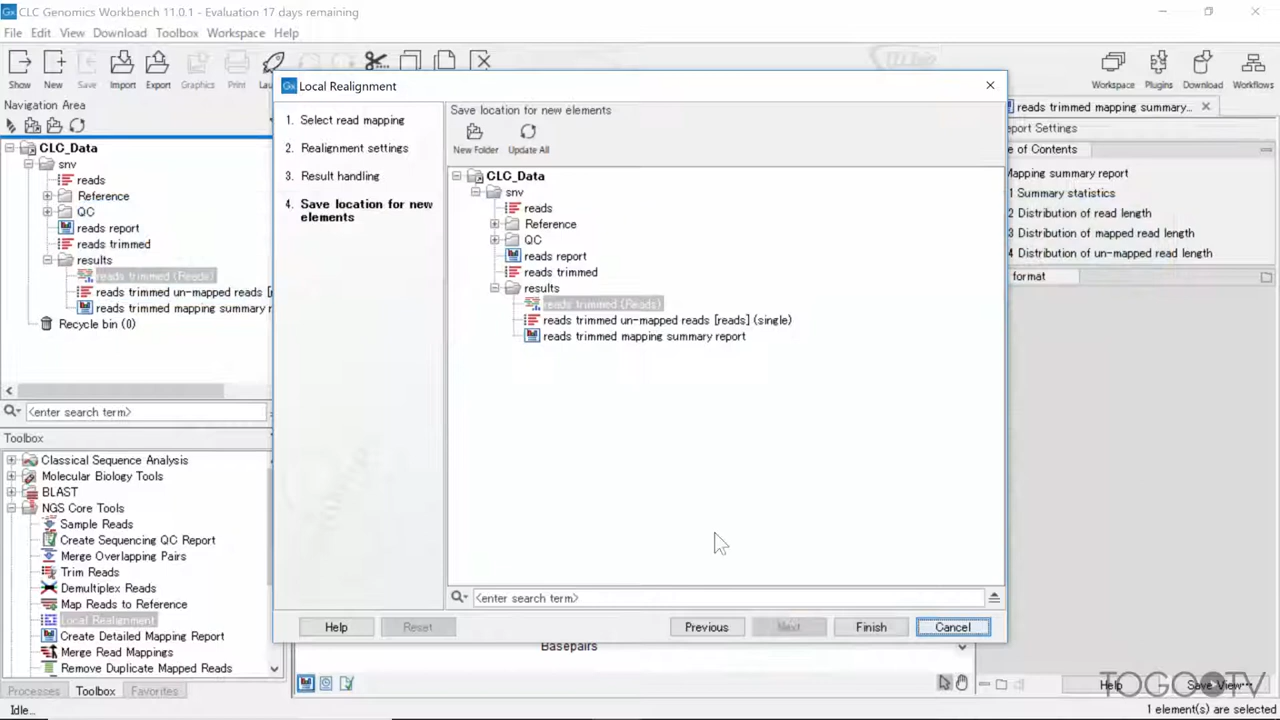 CLC Genomics Workbench 11.0.1 - Evaluation 17 days remaining
File Edit View Download Toolbox Workspace Help
Show New Save Import Export Graphics Print Workspace Plugins Download Workflows
Navigation Area
CLC_Data
snv
reads
Reference
QC
reads report
reads trimmed
results
reads trimmed (Reads)
reads trimmed un-mapped reads [
reads trimmed mapping summary r
Recycle bin (0)
<enter search term>
Toolbox
Classical Sequence Analysis
Molecular Biology Tools
BLAST
NGS Core Tools
Sample Reads
Create Sequencing QC Report
Merge Overlapping Pairs
Trim Reads
Demultiplex Reads
Map Reads to Reference
Local Realignment
Create Detailed Mapping Report
Merge Read Mappings
Remove Duplicate Mapped Reads
Processes Toolbox Favorites
Idle...
Local Realignment
1. Select read mapping
2. Realignment settings
3. Result handling
4. Save location for new elements
Save location for new elements
New Folder Update All
CLC_Data
snv
reads
Reference
QC
reads report
reads trimmed
results
reads trimmed (Reads)
reads trimmed un-mapped reads [reads] (single)
reads trimmed mapping summary report
<enter search term>
Help Reset Previous Next Finish Cancel
Basepairs
reads trimmed mapping summary...
eport Settings
e of Contents
Mapping summary report
1 Summary statistics
2 Distribution of read length
3 Distribution of mapped read length
4 Distribution of un-mapped read length
format
Help Save View...
TOGO TV
1 element(s) are selected